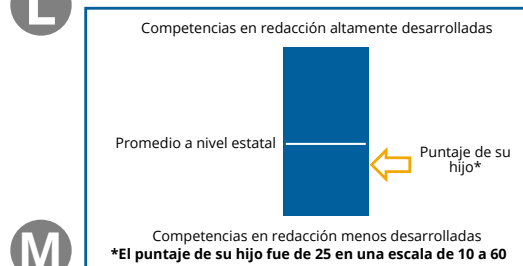 L
Competencias en redacción altamente desarrolladas
Promedio a nivel estatal
Puntaje de su
hijo*
M
Competencias en redacción menos desarrolladas
*El puntaje de su hijo fue de 25 en una escala de 10 a 60